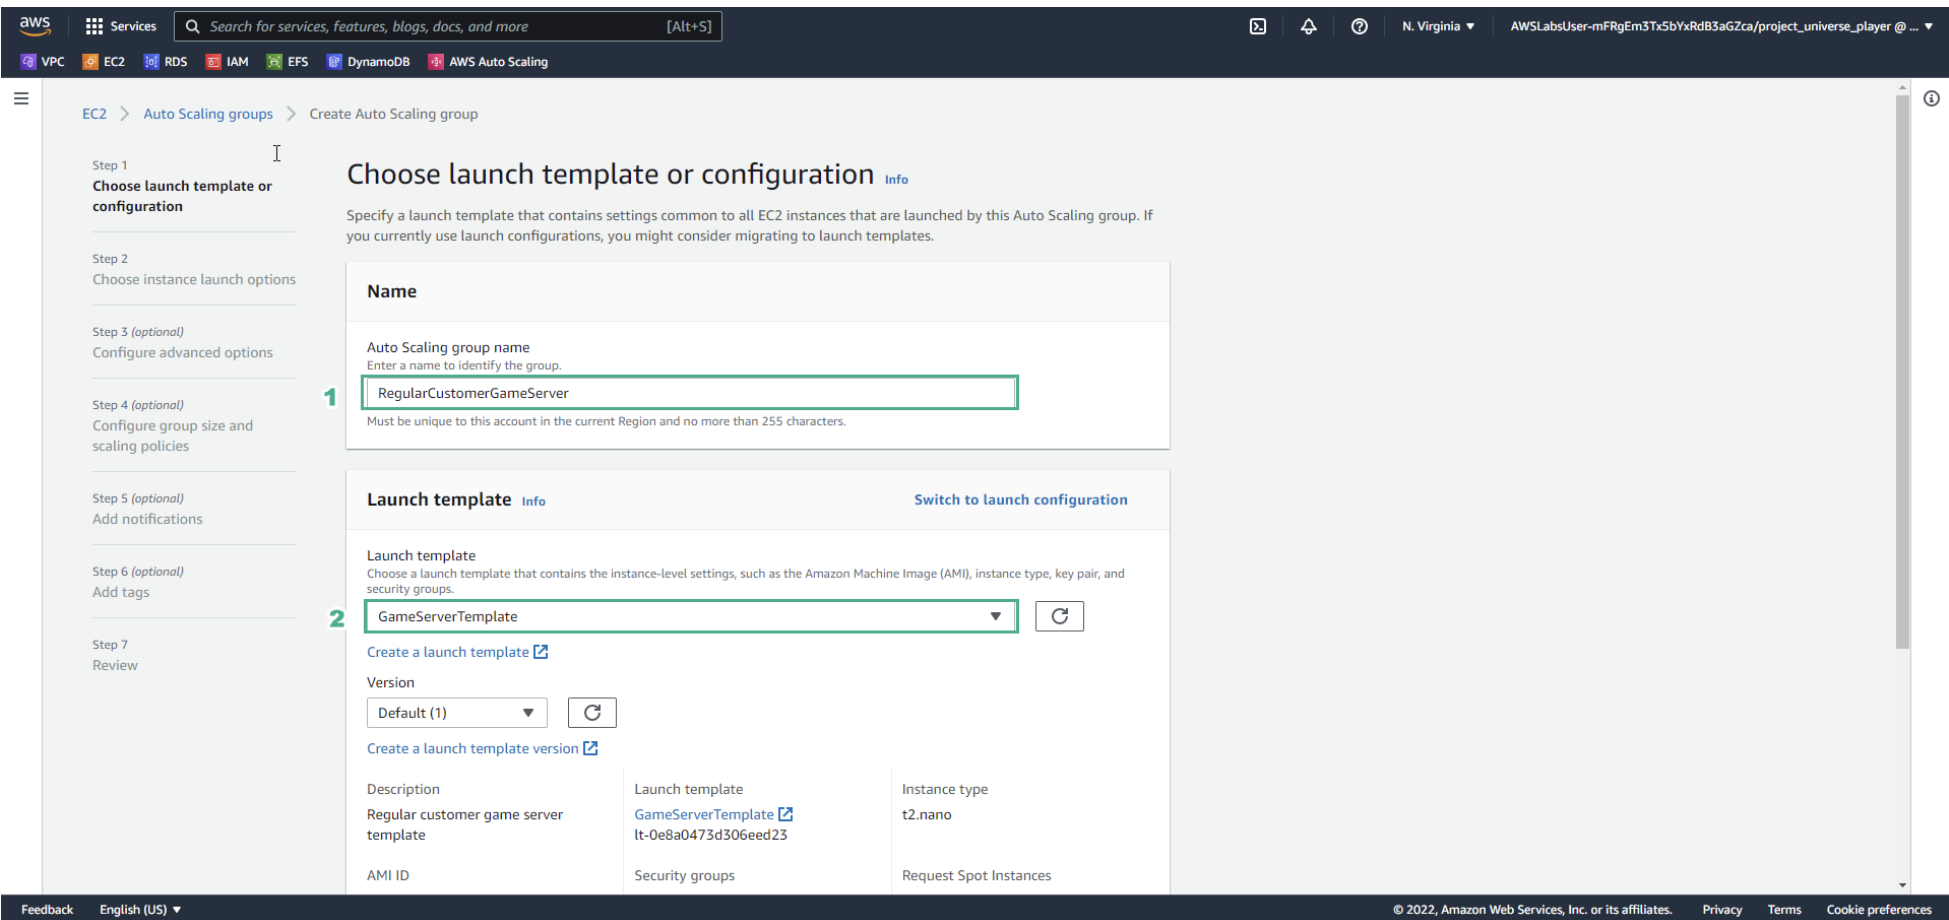 aws
Services
Search for services, features, blogs, docs, and more
[Alt+S]
N. Virginia
AWSLabsUser-mFRgEm3Tx5bYxRdB3aGZca/project_universe_player @ ...
VPC
EC2
RDS
IAM
EFS
DynamoDB
AWS Auto Scaling
EC2
Auto Scaling groups
Create Auto Scaling group
Step 1
Choose launch template or
configuration
Step 2
Choose instance launch options
Step 3 (optional)
Configure advanced options
Step 4 (optional)
Configure group size and
scaling policies
Step 5 (optional)
Add notifications
Step 6 (optional)
Add tags
Step 7
Review
Choose launch template or configuration Info
Specify a launch template that contains settings common to all EC2 instances that are launched by this Auto Scaling group. If
you currently use launch configurations, you might consider migrating to launch templates.
Name
Auto Scaling group name
Enter a name to identify the group.
1
RegularCustomerGameServer
Must be unique to this account in the current Region and no more than 255 characters.
Launch template Info
Switch to launch configuration
Launch template
Choose a launch template that contains the instance-level settings, such as the Amazon Machine Image (AMI), instance type, key pair, and
security groups.
2
GameServerTemplate
Create a launch template
Version
Default (1)
Create a launch template version
Description
Regular customer game server
template
Launch template
GameServerTemplate
lt-0e8a0473d306eed23
Instance type
t2.nano
AMI ID
Security groups
Request Spot Instances
Feedback
English (US)
© 2022, Amazon Web Services, Inc. or its affiliates.
Privacy
Terms
Cookie preferences